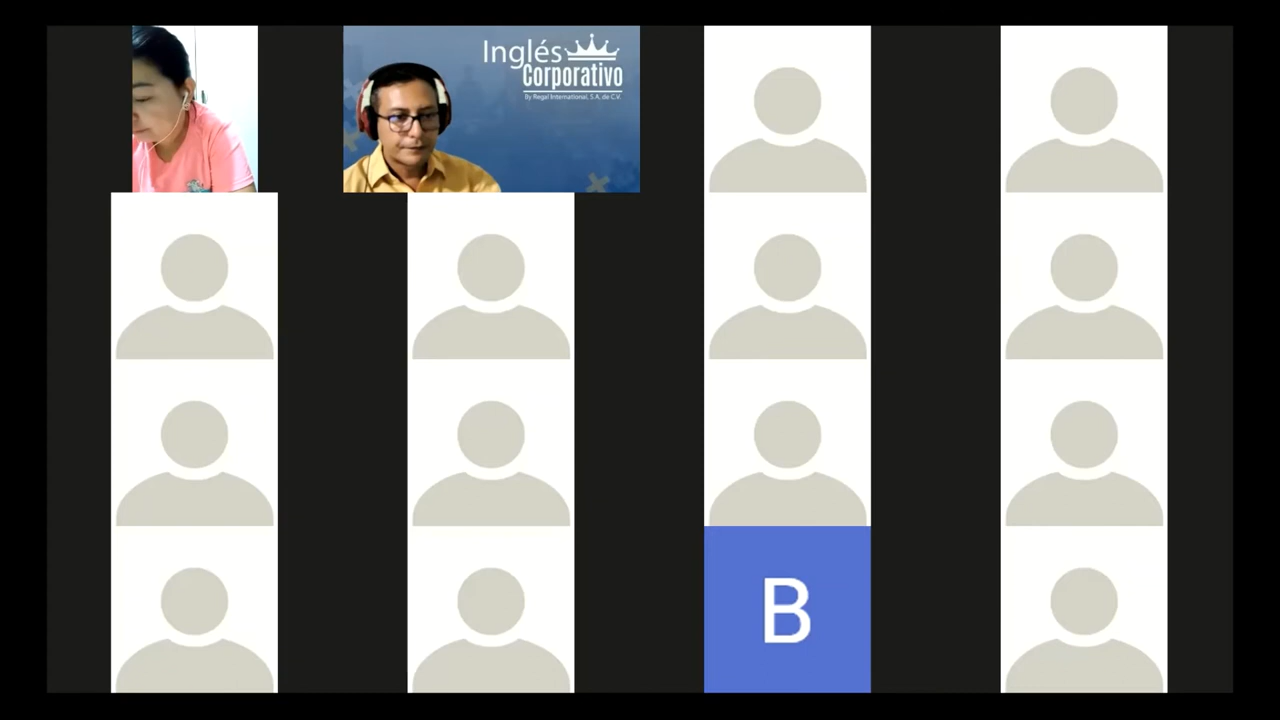 Inglés
Corporativo
By Regal International, S.A. de C.V.
B